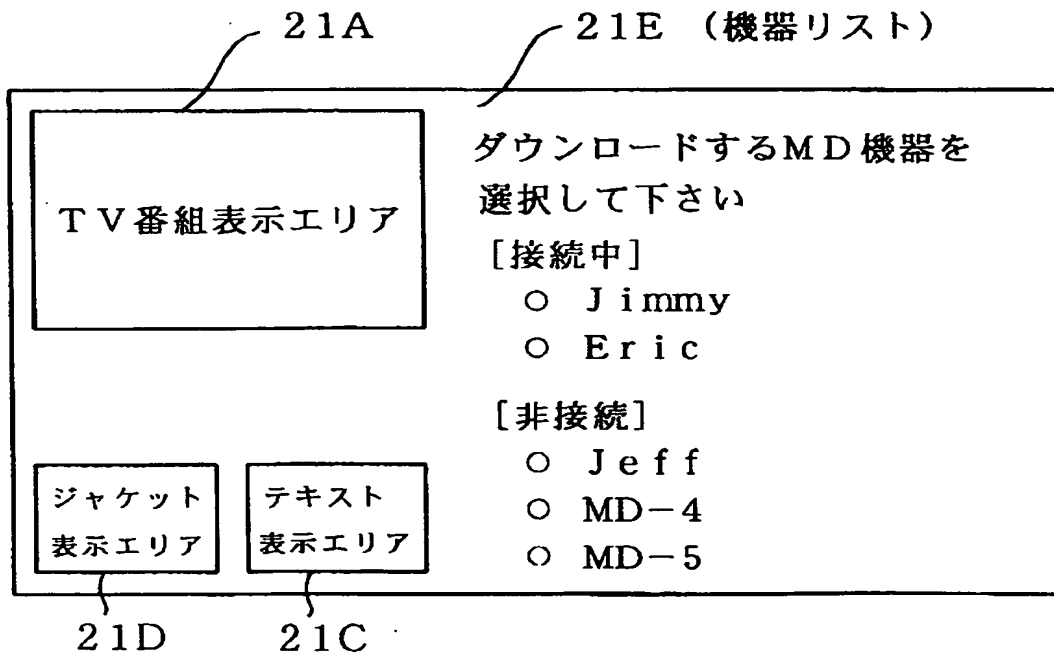 21A
21E (機器リスト)
TV番組表示エリア
ダウンロードするMD機器を
選択して下さい
[接続中]
○ Jimmy
○ Eric
[非接続]
○ Jeff
○ MD-4
○ MD-5
ジャケット
表示エリア
テキスト
表示エリア
21D
21C